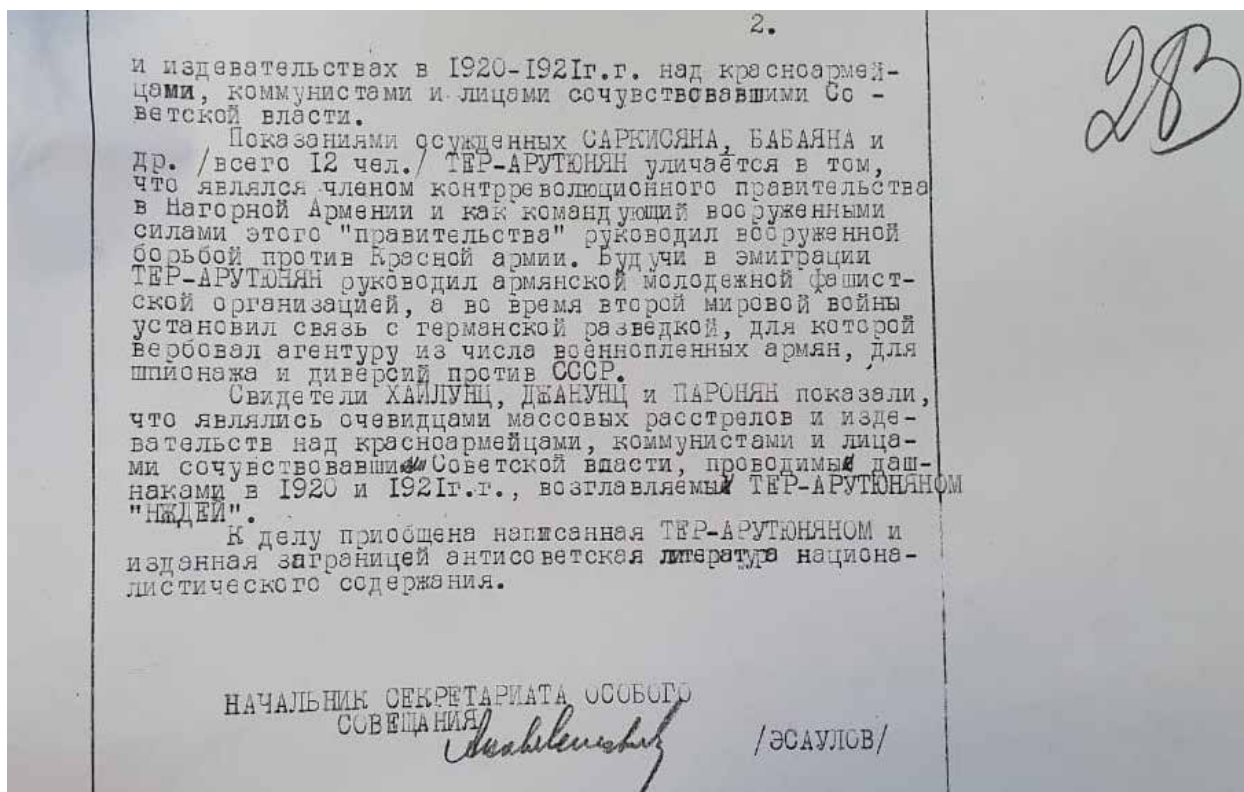 2.
283
и издевательствах в 1920-1921г.г. над красноармей-
цами, коммунистами и лицами сочувствовавшими Со -
ветской власти.
Показаниями осужденных САРКИСЯНА, БАБАЯНА и
др. /всего 12 чел./ ТЕР-АРУТЮНЯН уличается в том,
что являлся членом контрреволюционного правительства
в Нагорной Армении и как командующий вооруженными
силами этого "правительства" руководил вооруженной
борьбой против Красной армии. Будучи в эмиграции
ТЕР-АРУТЮНЯН руководил армянской молодежной фашист-
ской организацией, а во время второй мировой войны
установил связь с германской разведкой, для которой
вербовал агентуру из числа военнопленных армян, для
шпионажа и диверсий против СССР.
Свидетели ХАЙЛУНЦ, ДЖАНУНЦ и ПАРОНЯН показали,
что являлись очевидцами массовых расстрелов и изде-
вательств над красноармейцами, коммунистами и лица-
ми сочувствовавшими Советской власти, проводимых даш-
наками в 1920 и 1921г.г., возглавляемых ТЕР-АРУТЮНЯНОМ
"НЖДЕЙ".
К делу приобщена написанная ТЕР-АРУТЮНЯНОМ и
изданная заграницей антисоветская литература национа-
листического содержания.
НАЧАЛЬНИК СЕКРЕТАРИАТА ОСОБОГО
СОВЕЩАНИЯ
/ЭСАУЛОВ/